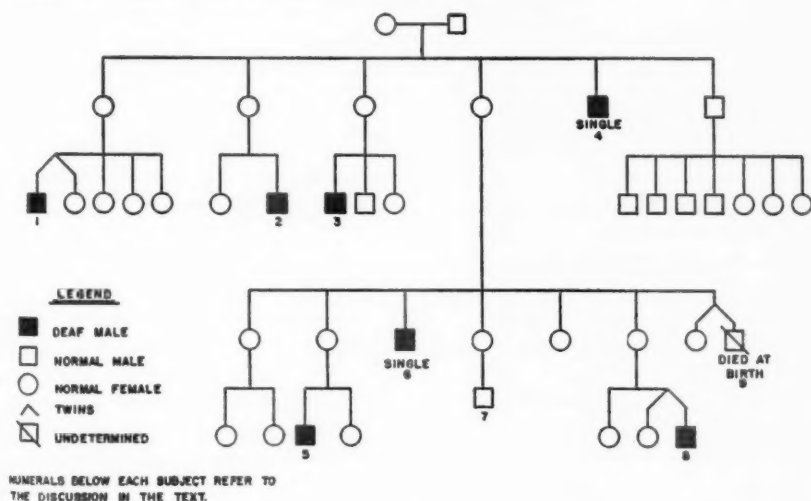 SINGLE
4
1
2
3
LEGEND
DEAF MALE
NORMAL MALE
NORMAL FEMALE
TWINS
UNDETERMINED
SINGLE
6
DIED AT
BIRTH
9
7
5
8
NUMERALS BELOW EACH SUBJECT REFER TO
THE DISCUSSION IN THE TEXT.